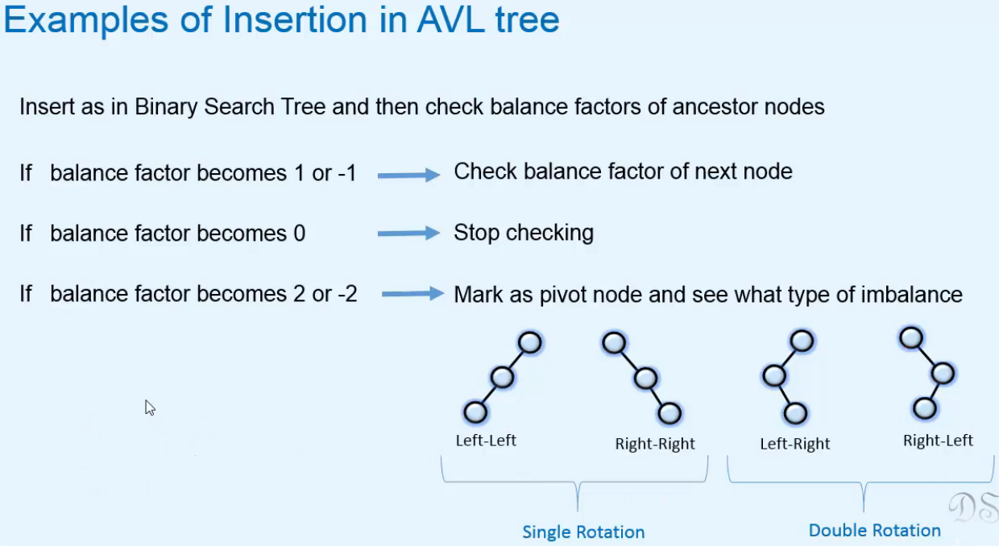 Examples of Insertion in AVL tree
Insert as in Binary Search Tree and then check balance factors of ancestor nodes
If balance factor becomes 1 or -1 Check balance factor of next node
If balance factor becomes 0 Stop checking
If balance factor becomes 2 or -2 Mark as pivot node and see what type of imbalance
Left-Left Right-Right Left-Right Right-Left
Single Rotation Double Rotation
DS